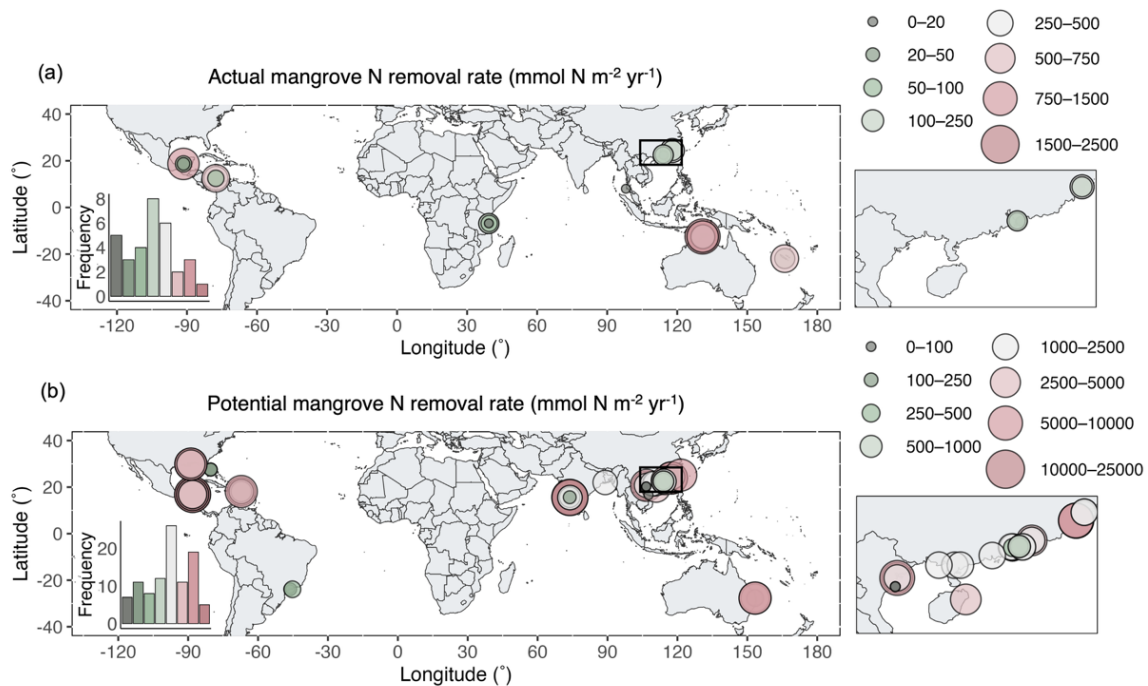 (a)
Actual mangrove N removal rate (mmol N m⁻² yr⁻¹)
0–20
20–50
50–100
100–250
250–500
500–750
750–1500
1500–2500
Latitude (°)
40
20
0
-20
-40
Frequency
8
6
4
2
0
-120 -90 -60 -30 0 30 60 90 120 150 180
Longitude (°)
(b)
Potential mangrove N removal rate (mmol N m⁻² yr⁻¹)
0–100
100–250
250–500
500–1000
1000–2500
2500–5000
5000–10000
10000–25000
Latitude (°)
40
20
0
-20
-40
Frequency
20
10
0
-120 -90 -60 -30 0 30 60 90 120 150 180
Longitude (°)